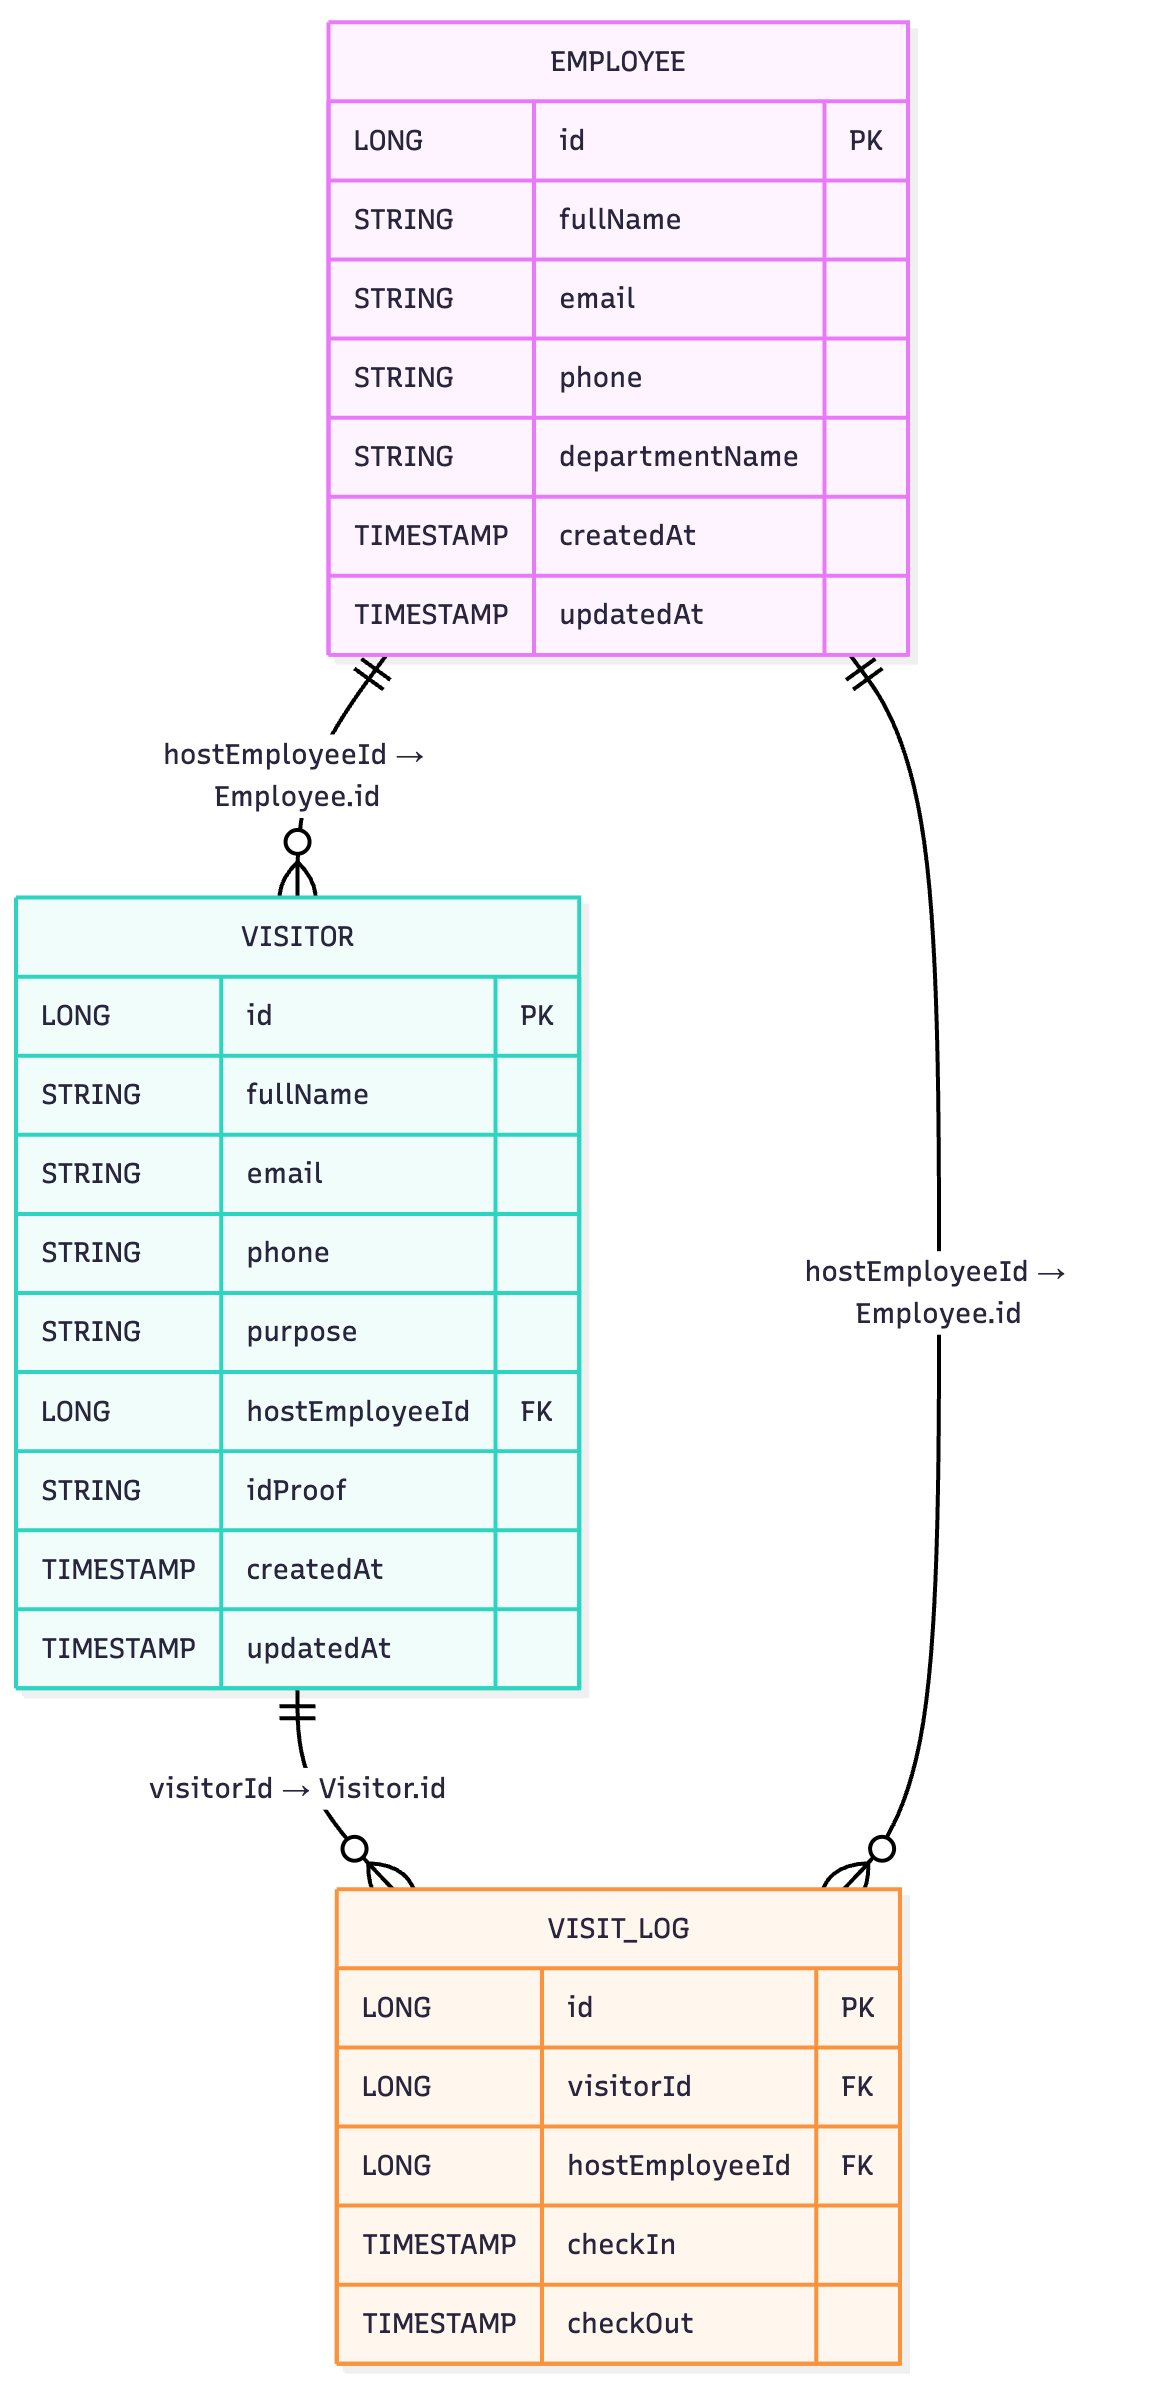 EMPLOYEE
LONG id PK
STRING fullName
STRING email
STRING phone
STRING departmentName
TIMESTAMP createdAt
TIMESTAMP updatedAt
hostEmployeeId →
Employee.id
VISITOR
LONG id PK
STRING fullName
STRING email
STRING phone
STRING purpose
LONG hostEmployeeId FK
STRING idProof
TIMESTAMP createdAt
TIMESTAMP updatedAt
hostEmployeeId →
Employee.id
visitorId → Visitor.id
VISIT_LOG
LONG id PK
LONG visitorId FK
LONG hostEmployeeId FK
TIMESTAMP checkIn
TIMESTAMP checkOut